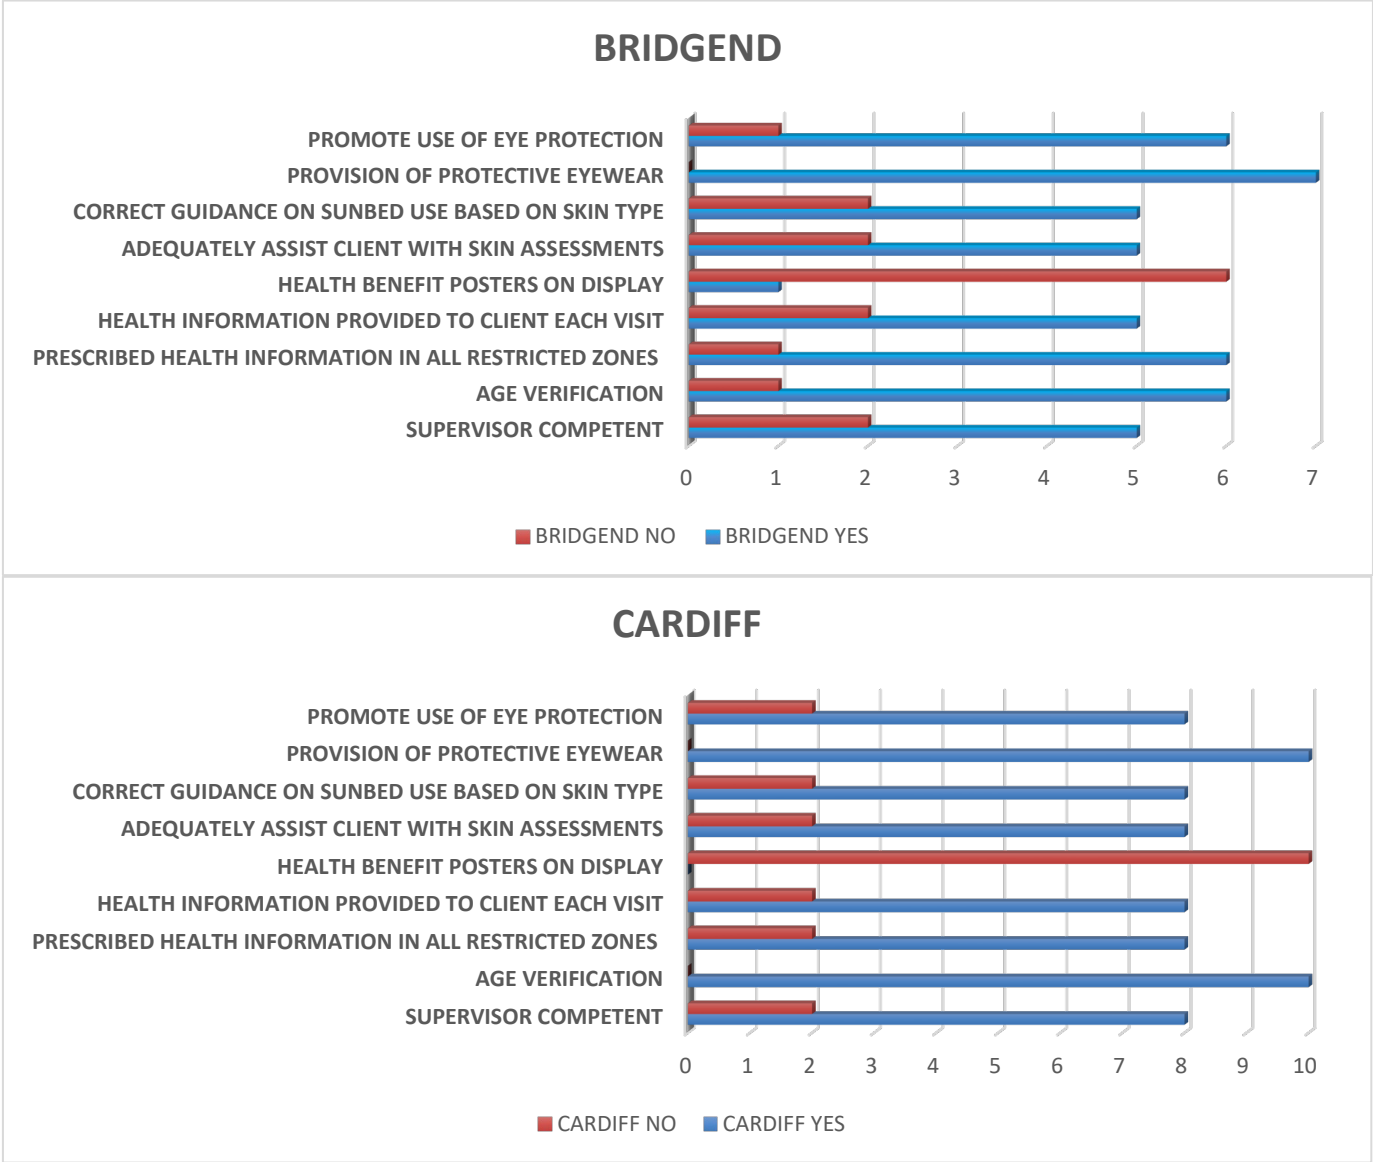 BRIDGEND
PROMOTE USE OF EYE PROTECTION
PROVISION OF PROTECTIVE EYEWEAR
CORRECT GUIDANCE ON SUNBED USE BASED ON SKIN TYPE
ADEQUATELY ASSIST CLIENT WITH SKIN ASSESSMENTS
HEALTH BENEFIT POSTERS ON DISPLAY
HEALTH INFORMATION PROVIDED TO CLIENT EACH VISIT
PRESCRIBED HEALTH INFORMATION IN ALL RESTRICTED ZONES
AGE VERIFICATION
SUPERVISOR COMPETENT
0 1 2 3 4 5 6 7
BRIDGEND NO BRIDGEND YES
CARDIFF
PROMOTE USE OF EYE PROTECTION
PROVISION OF PROTECTIVE EYEWEAR
CORRECT GUIDANCE ON SUNBED USE BASED ON SKIN TYPE
ADEQUATELY ASSIST CLIENT WITH SKIN ASSESSMENTS
HEALTH BENEFIT POSTERS ON DISPLAY
HEALTH INFORMATION PROVIDED TO CLIENT EACH VISIT
PRESCRIBED HEALTH INFORMATION IN ALL RESTRICTED ZONES
AGE VERIFICATION
SUPERVISOR COMPETENT
0 1 2 3 4 5 6 7 8 9 10
CARDIFF NO CARDIFF YES